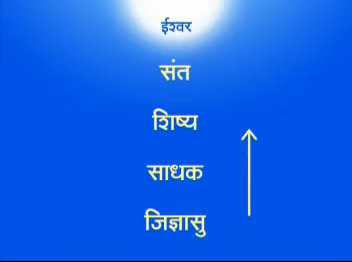 ईश्वर
संत
शिष्य
साधक
जिज्ञासु